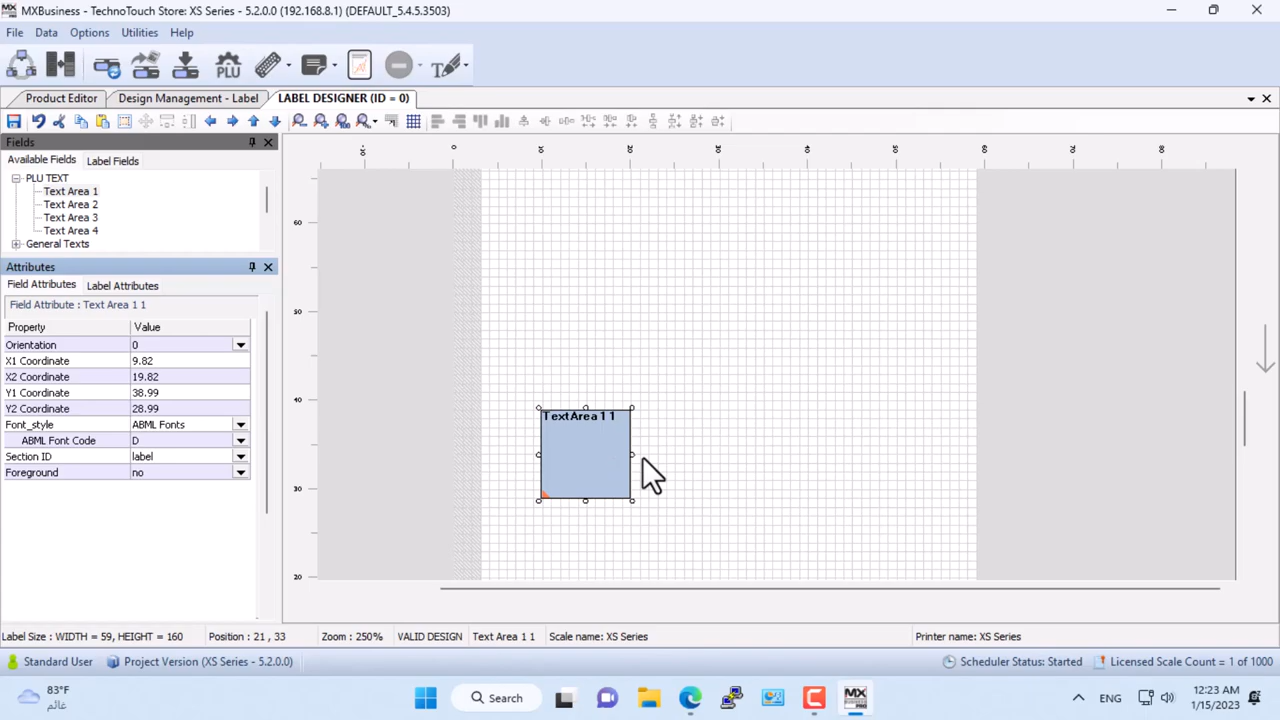 MXBusiness - TechnoTouch Store: XS Series - 5.2.0.0 (192.168.8.1) (DEFAULT_5.4.5.3503)
File Data Options Utilities Help
PLU
Product Editor Design Management - Label LABEL DESIGNER (ID = 0)
Fields
Available Fields Label Fields
PLU TEXT
Text Area 1
Text Area 2
Text Area 3
Text Area 4
General Texts
Attributes
Field Attributes Label Attributes
Field Attribute : Text Area 1 1
Property Value
Orientation 0
X1 Coordinate 9.82
X2 Coordinate 19.82
Y1 Coordinate 38.99
Y2 Coordinate 28.99
Font_style ABML Fonts
ABML Font Code D
Section ID label
Foreground no
60
50
40
30
20
TextArea 1 1
Label Size : WIDTH = 59, HEIGHT = 160 Position : 21 , 33 Zoom : 250% VALID DESIGN Text Area 1 1 Scale name: XS Series Printer name: XS Series
Standard User Project Version (XS Series - 5.2.0.0) Scheduler Status: Started Licensed Scale Count = 1 of 1000
83°F
غائم
Search
MX
ENG
12:23 AM
1/15/2023